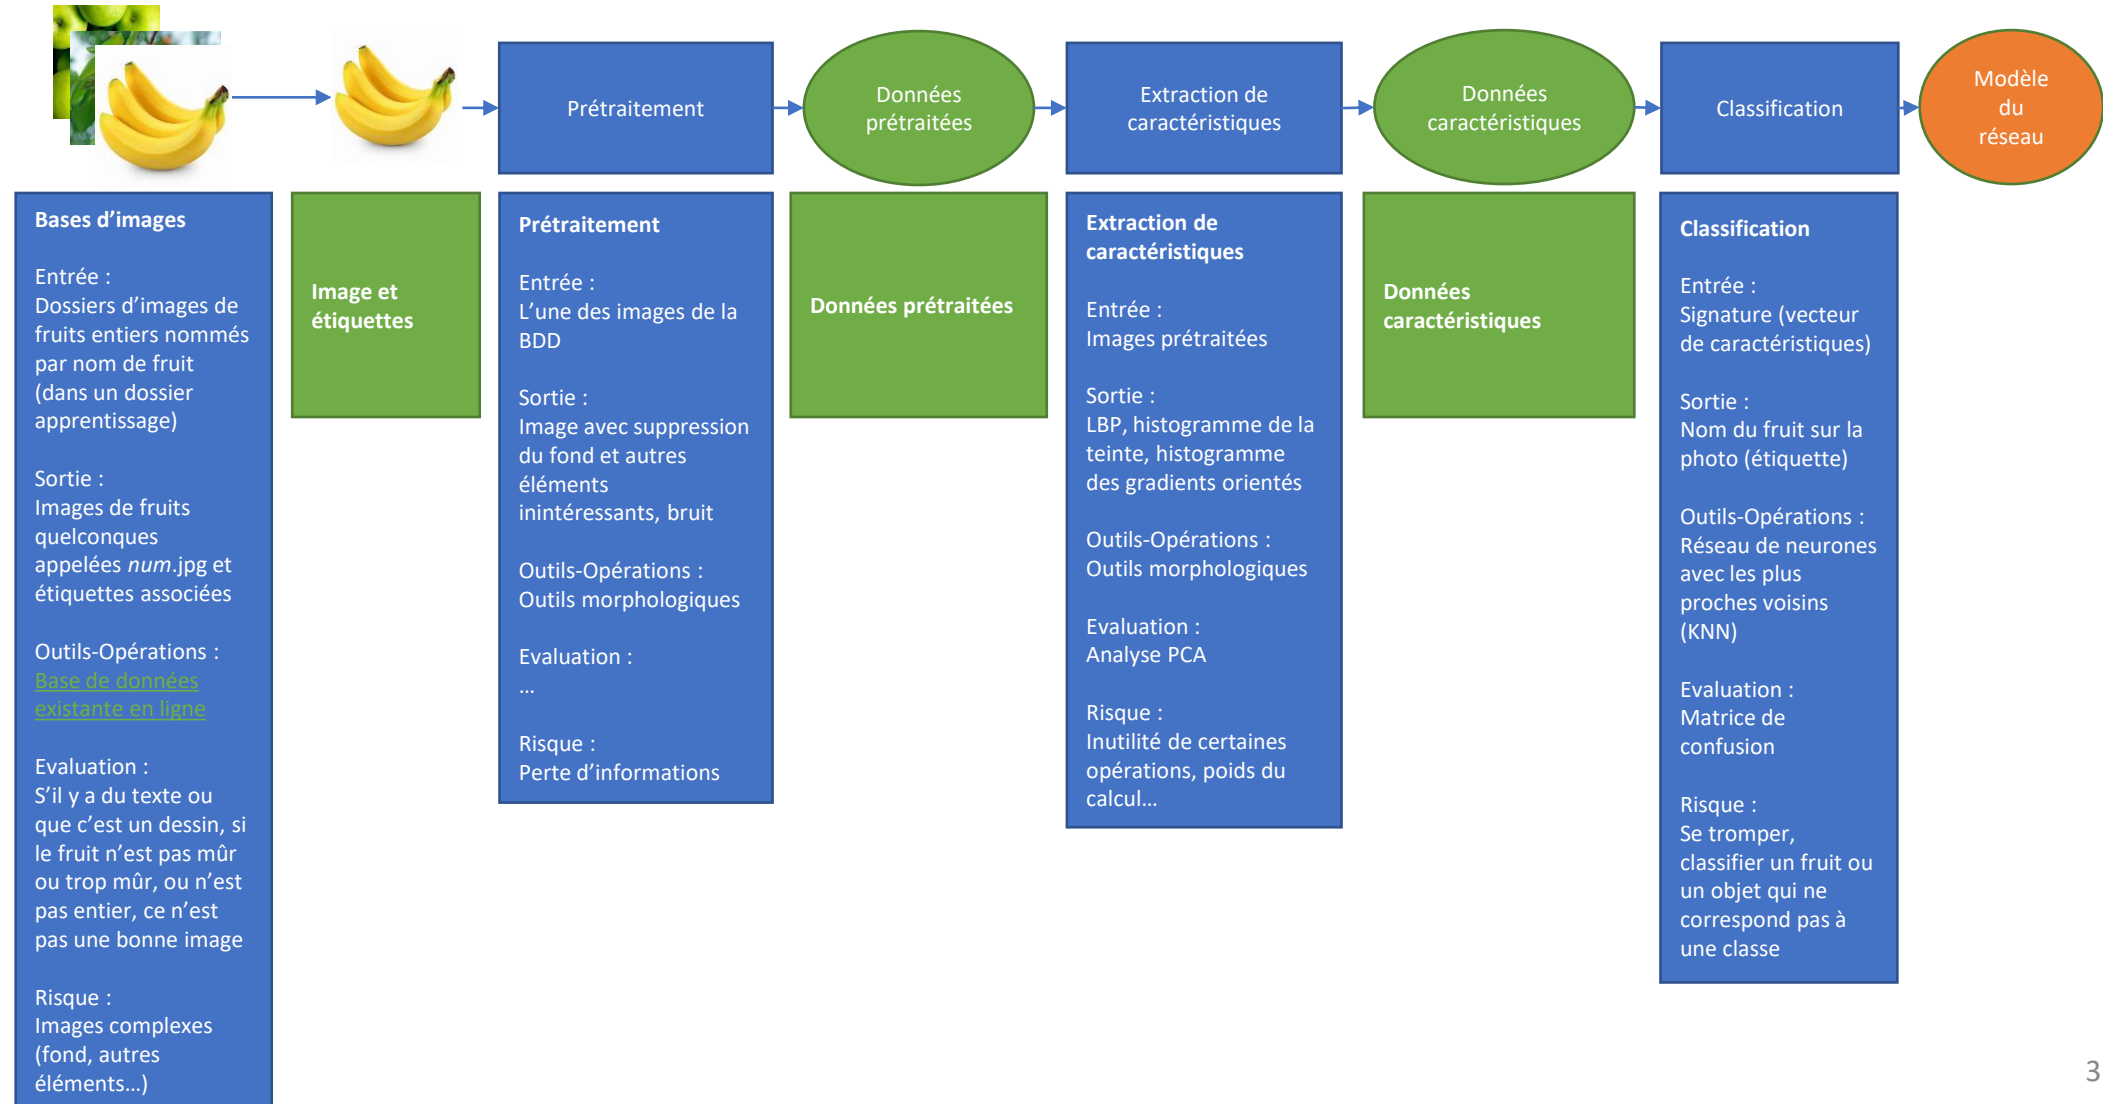 Prétraitement
Données
prétraitées
Extraction de
caractéristiques
Données
caractéristiques
Classification
Modèle
du
réseau
Bases d’images
Entrée :
Dossiers d’images de
fruits entiers nommés
par nom de fruit
(dans un dossier
apprentissage)
Sortie :
Images de fruits
quelconques
appelées num.jpg et
étiquettes associées
Outils-Opérations :
Base de données
existante en ligne
Evaluation :
S’il y a du texte ou
que c’est un dessin, si
le fruit n’est pas mûr
ou trop mûr, ou n’est
pas entier, ce n’est
pas une bonne image
Risque :
Images complexes
(fond, autres
éléments…)
Image et
étiquettes
Prétraitement
Entrée :
L’une des images de la
BDD
Sortie :
Image avec suppression
du fond et autres
éléments
inintéressants, bruit
Outils-Opérations :
Outils morphologiques
Evaluation :
…
Risque :
Perte d’informations
Données prétraitées
Extraction de
caractéristiques
Entrée :
Images prétraitées
Sortie :
LBP, histogramme de la
teinte, histogramme
des gradients orientés
Outils-Opérations :
Outils morphologiques
Evaluation :
Analyse PCA
Risque :
Inutilité de certaines
opérations, poids du
calcul…
Données
caractéristiques
Classification
Entrée :
Signature (vecteur
de caractéristiques)
Sortie :
Nom du fruit sur la
photo (étiquette)
Outils-Opérations :
Réseau de neurones
avec les plus
proches voisins
(KNN)
Evaluation :
Matrice de
confusion
Risque :
Se tromper,
classifier un fruit ou
un objet qui ne
correspond pas à
une classe
3